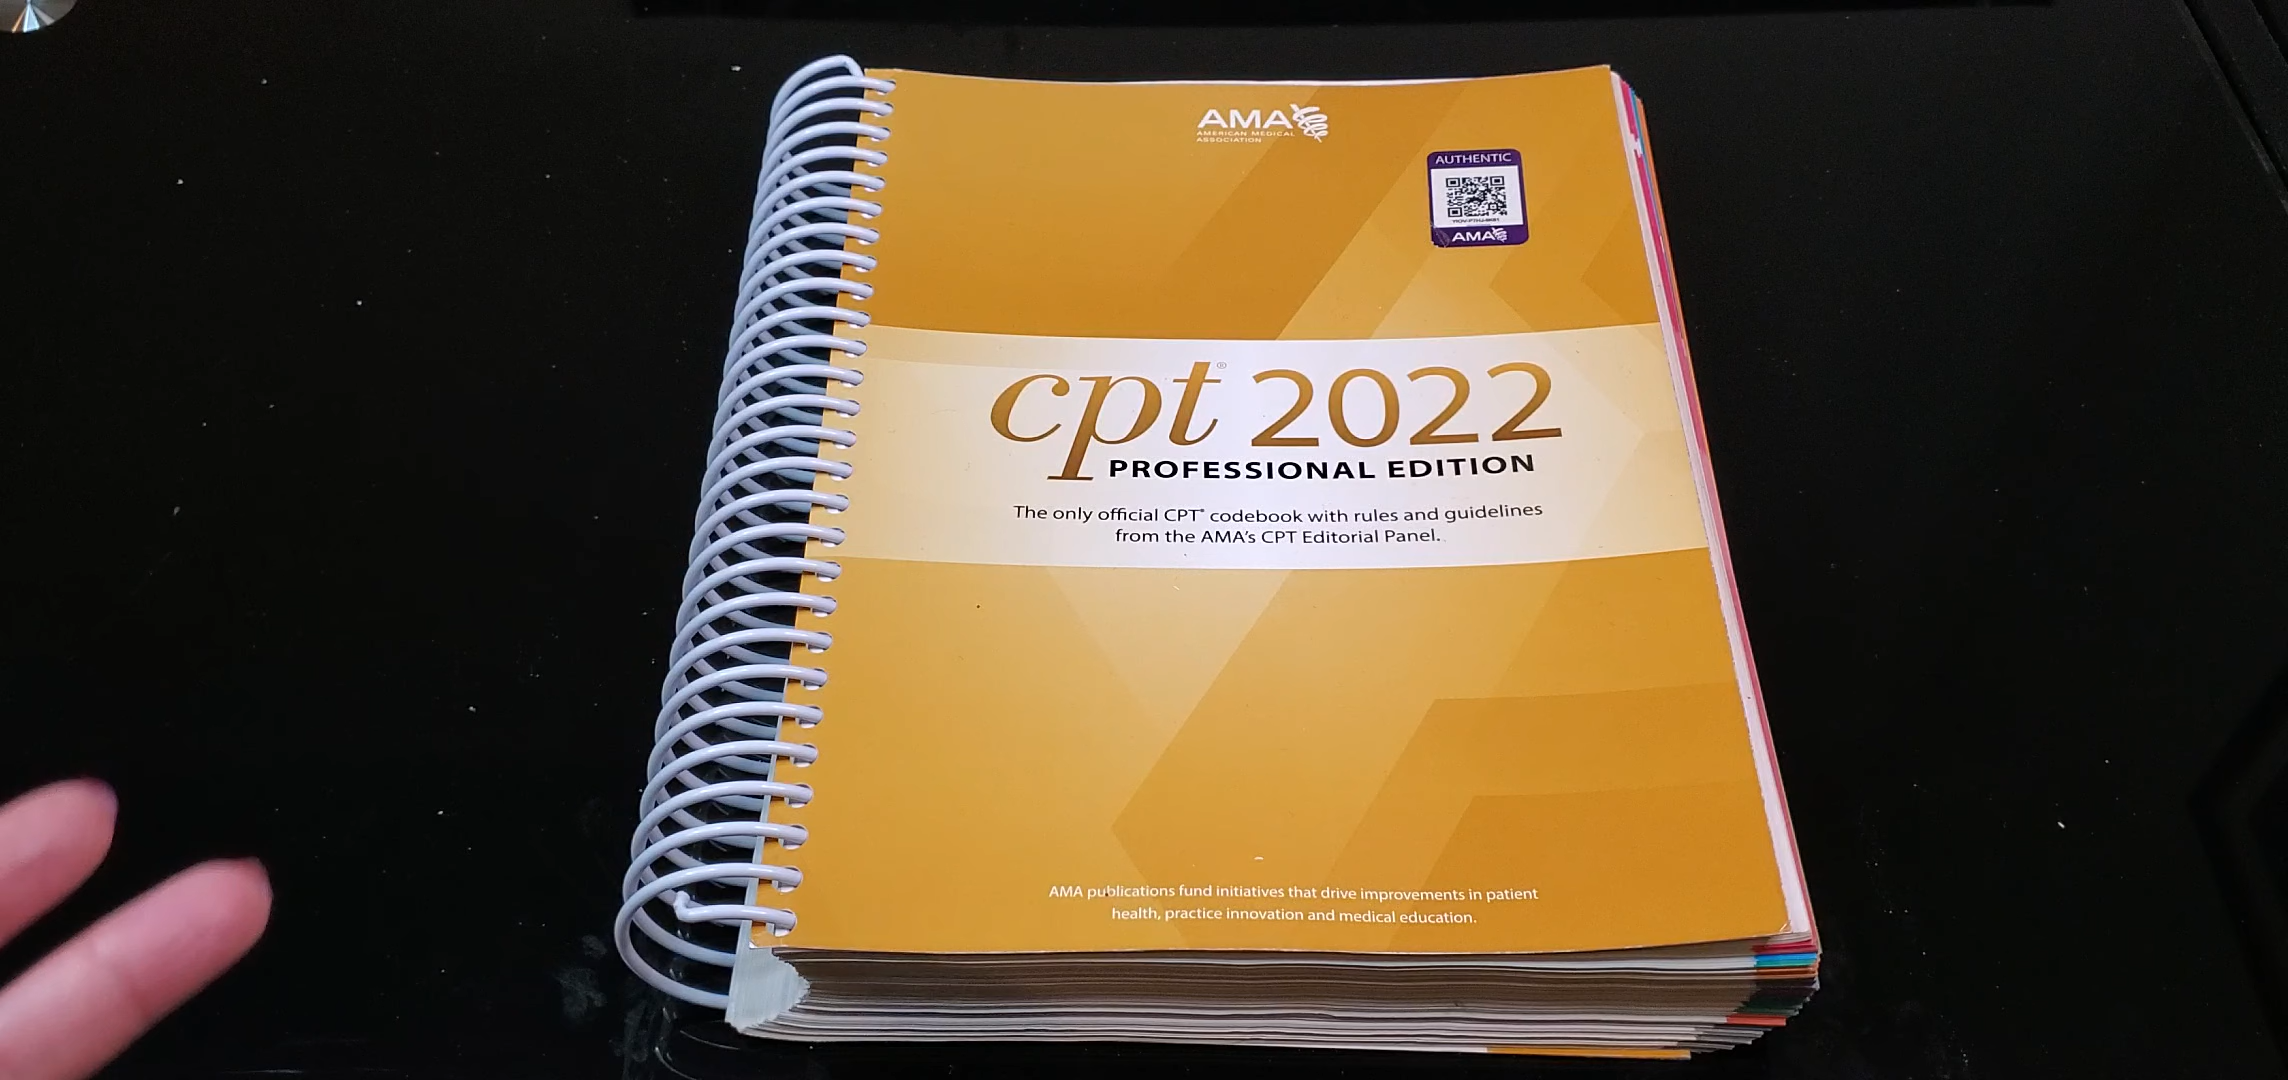 AMA
AMERICAN MEDICAL
ASSOCIATION
AUTHENTIC
AMA
cpt® 2022
PROFESSIONAL EDITION
The only official CPT® codebook with rules and guidelines
from the AMA's CPT Editorial Panel.
AMA publications fund initiatives that drive improvements in patient
health, practice innovation and medical education.